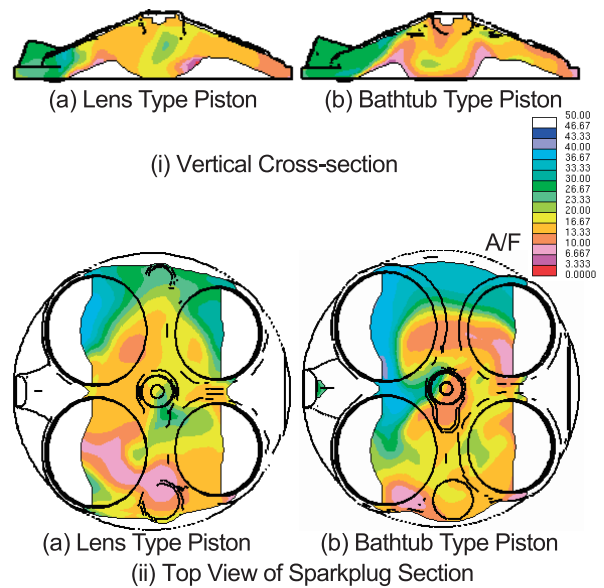 (a) Lens Type Piston
(b) Bathtub Type Piston
(i) Vertical Cross-section
A/F
50.00
46.67
43.33
40.00
36.67
33.33
30.00
26.67
23.33
20.00
16.67
13.33
10.00
6.667
3.333
0.0000
(a) Lens Type Piston
(b) Bathtub Type Piston
(ii) Top View of Sparkplug Section